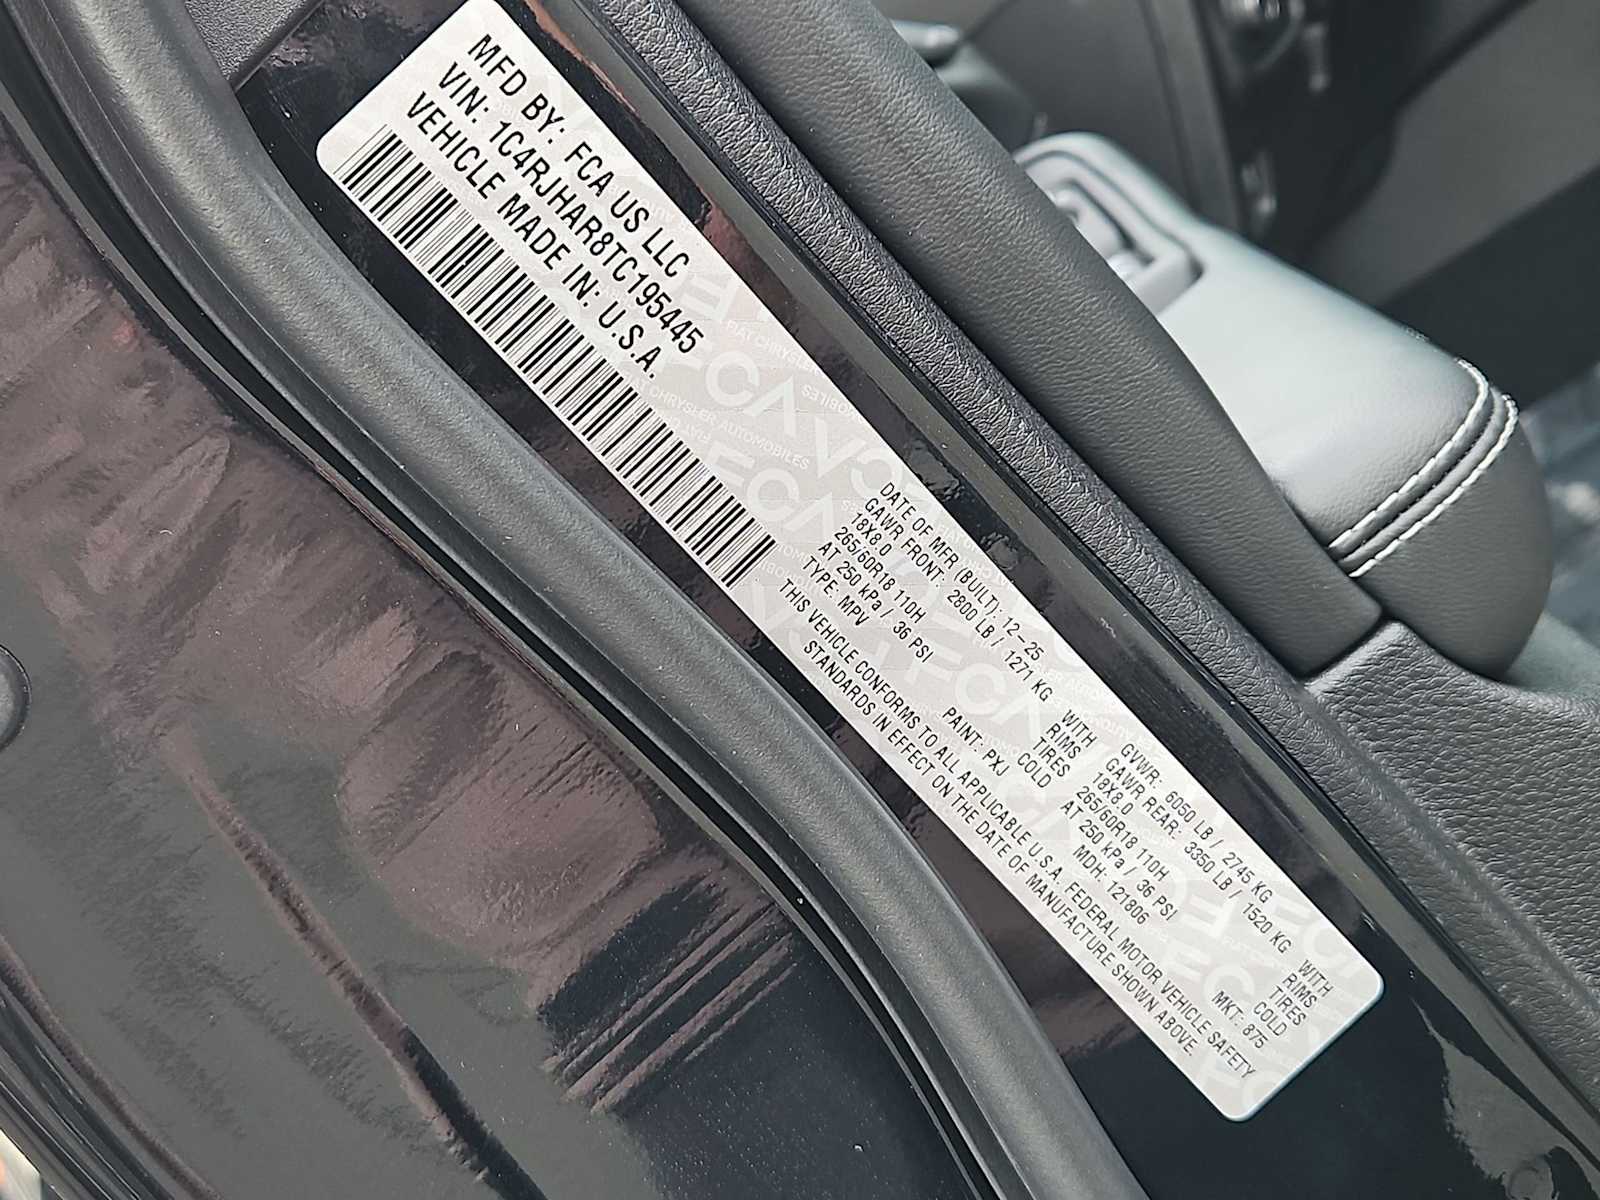 MFD BY: FCA US LLC
VIN: 1C4RJHAR8TC195445
VEHICLE MADE IN: U.S.A.
DATE OF MFR (BUILT): 12-25 GVWR: 6050 LB / 2745 KG
GAWR FRONT: 2800 LB / 1271 KG WITH GAWR REAR: 3350 LB / 1520 KG WITH
18X8.0 RIMS 18X8.0 RIMS
265/60R18 110H TIRES 265/60R18 110H TIRES
AT 250 kPa / 36 PSI COLD AT 250 kPa / 36 PSI COLD
TYPE: MPV PAINT: PXJ MDH: 121806 MKT: 875
THIS VEHICLE CONFORMS TO ALL APPLICABLE U.S.A. FEDERAL MOTOR VEHICLE SAFETY
STANDARDS IN EFFECT ON THE DATE OF MANUFACTURE SHOWN ABOVE.
FCA
FIAT CHRYSLER AUTOMOBILES